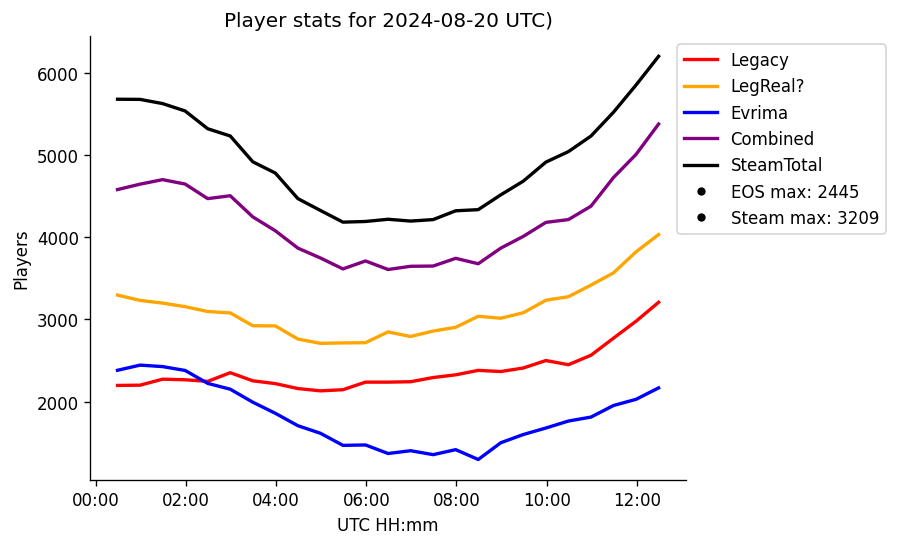 Player stats for 2024-08-20 UTC)
Players
6000
5000
4000
3000
2000
00:00
02:00
04:00
06:00
08:00
10:00
12:00
UTC HH:mm
Legacy
LegReal?
Evrima
Combined
SteamTotal
EOS max: 2445
Steam max: 3209